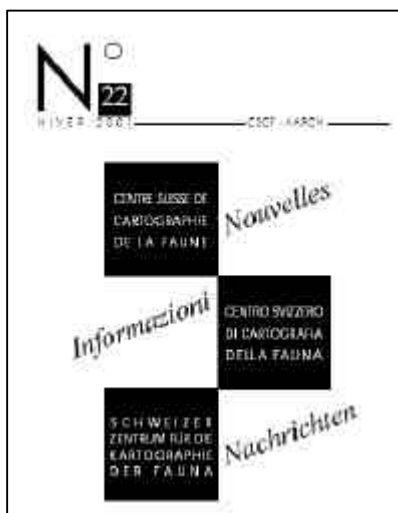 N°
22
HIVER 2001 CSCF - KARCH
CENTRE SUISSE DE
CARTOGRAPHIE
DE LA FAUNE
Nouvelles
Informazioni
CENTRO SVIZZERO
DI CARTOGRAFIA
DELLA FAUNA
SCHWEIZER
ZENTRUM FÜR DIE
KARTOGRAPHIE
DER FAUNA
Nachrichten